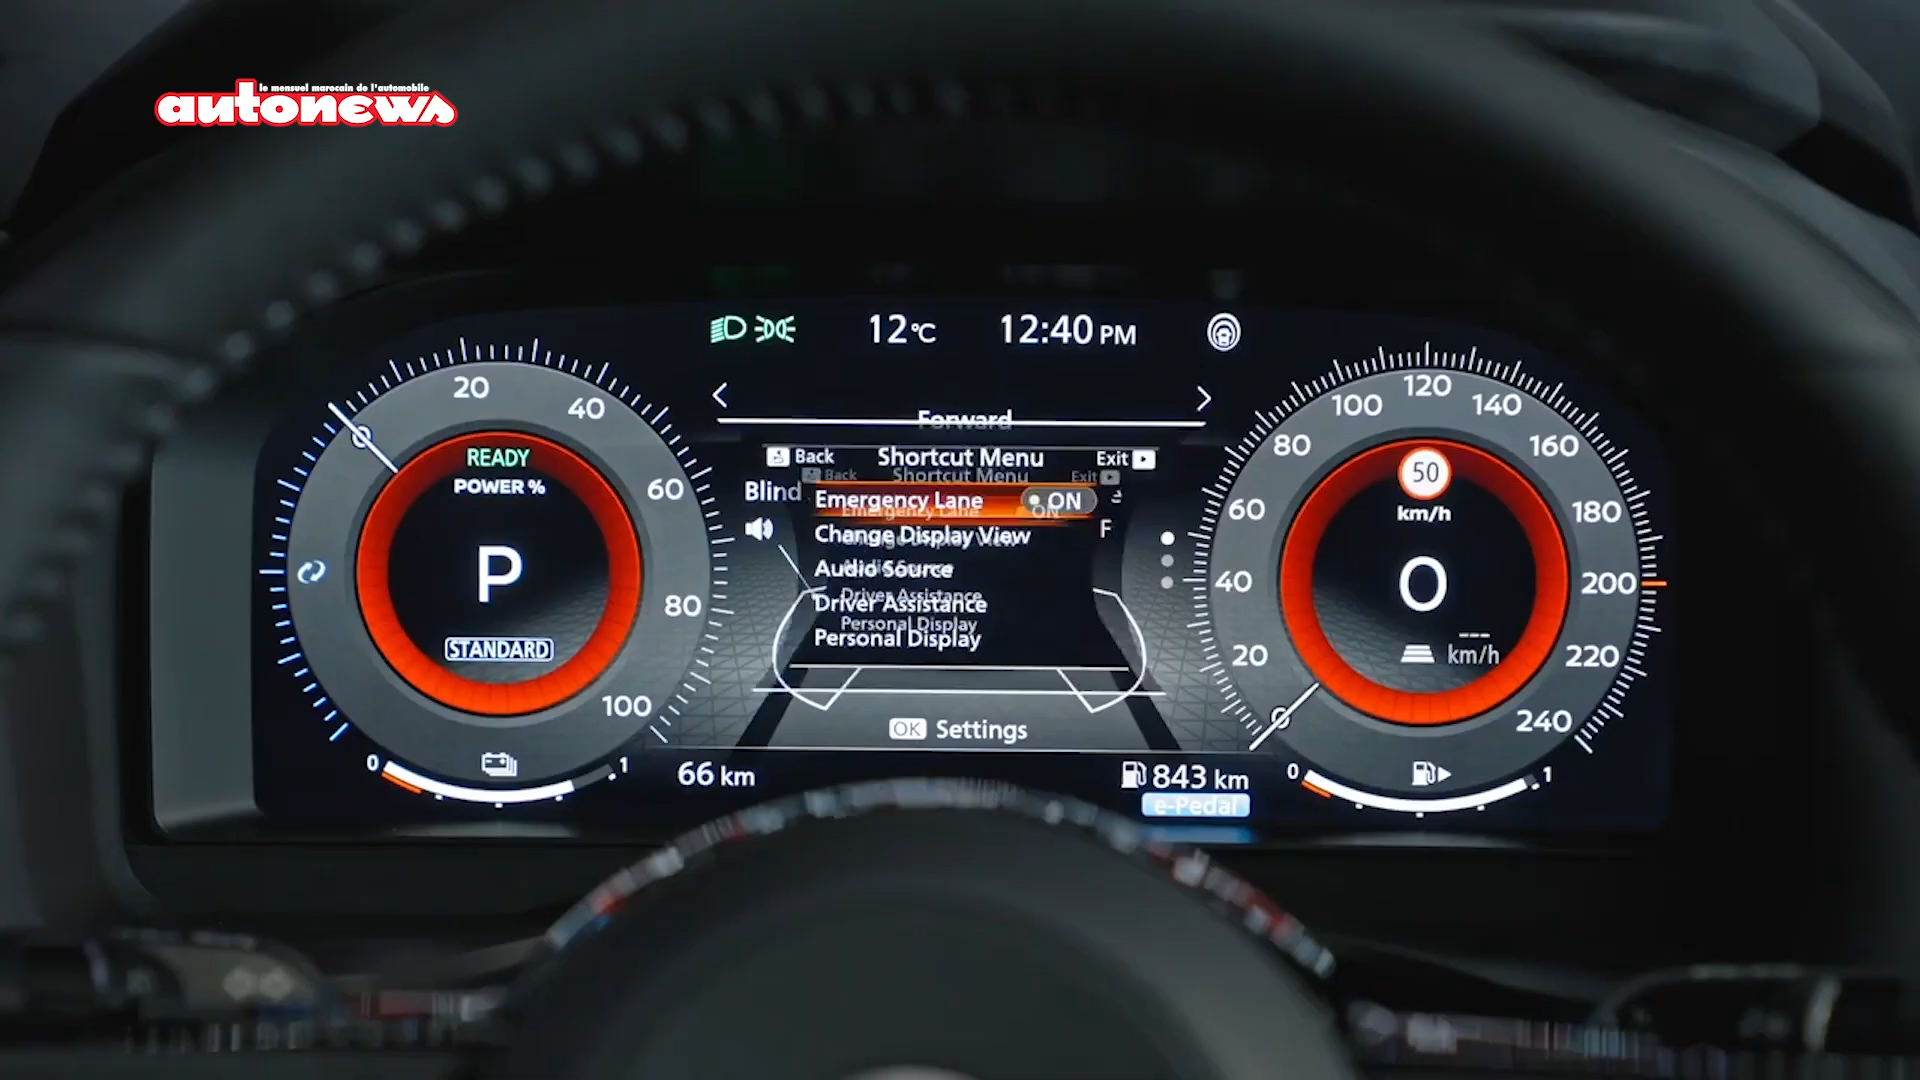 le mensuel marocain de l'automobile
autonews
12°C
12:40 PM
Forward
Back
Shortcut Menu
Exit
Back
Shortcut Menu
Exit
Blind
Emergency Lane
ON
Emergency Lane
ON
Change Display View
Audio Source
Driver Assistance
Driver Assistance
Personal Display
Personal Display
F
OK Settings
66 km
843 km
e-Pedal
20
40
60
80
100
READY
POWER %
P
STANDARD
0
1
20
40
60
80
100
120
140
160
180
200
220
240
50
km/h
0
---
km/h
0
1